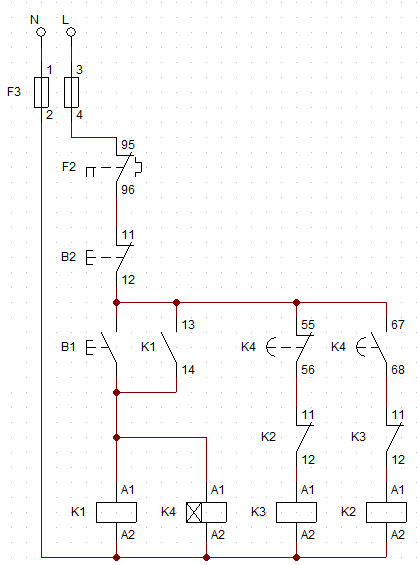 N L
1 3
F3
2 4
95
F2
96
11
B2
12
13 55 67
B1 K1 K4 K4
14 56 68
11 11
K2 K3
12 12
A1 A1 A1 A1
K1 K4 K3 K2
A2 A2 A2 A2